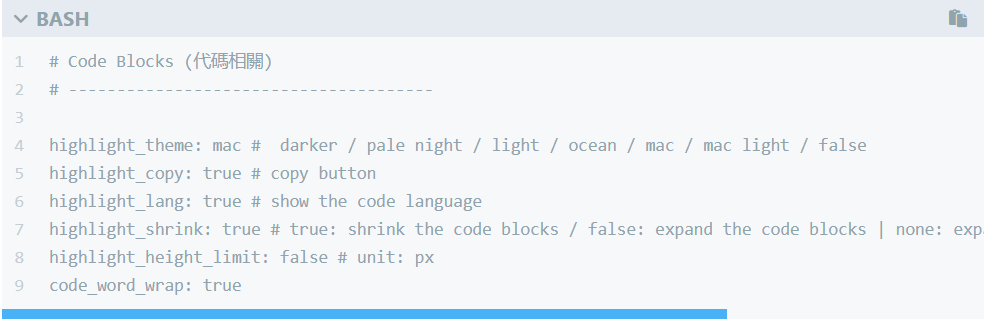 BASH
1 # Code Blocks (代碼相關)
2 # --------------------------------------
3
4 highlight_theme: mac #  darker / pale night / light / ocean / mac / mac light / false
5 highlight_copy: true # copy button
6 highlight_lang: true # show the code language
7 highlight_shrink: true # true: shrink the code blocks / false: expand the code blocks | none:
8 highlight_height_limit: false # unit: px
9 code_word_wrap: true